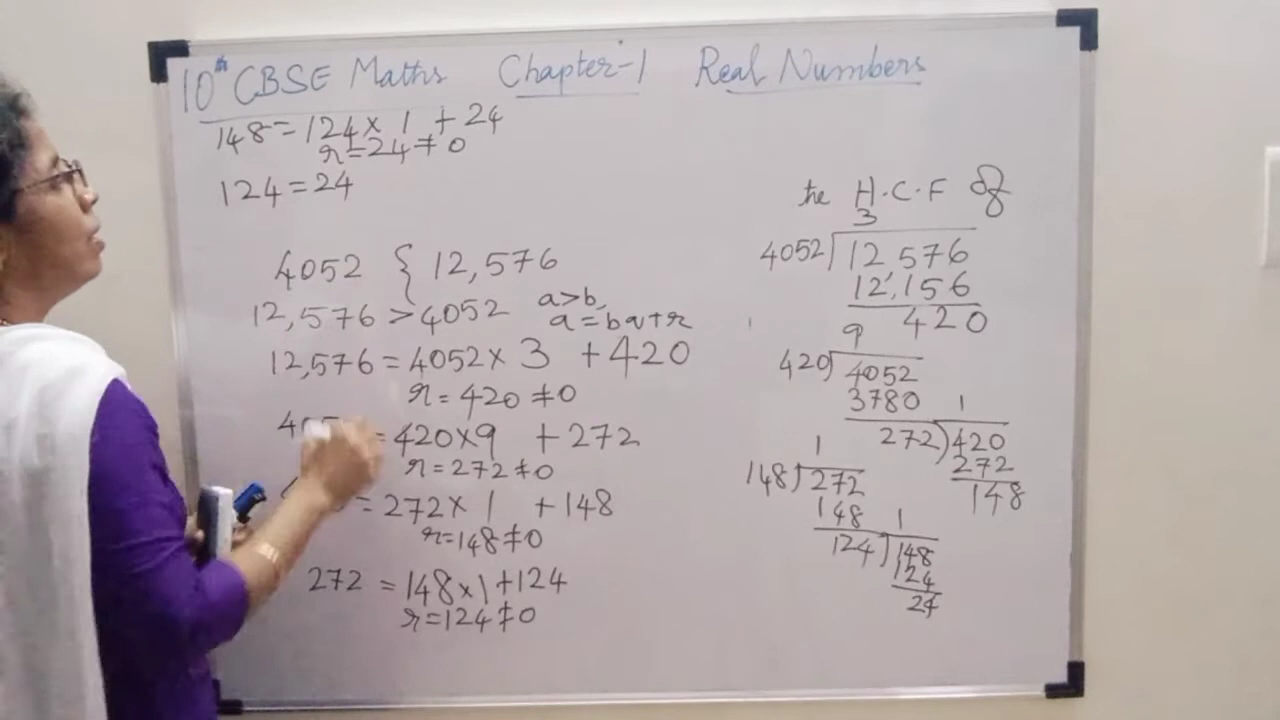 10th CBSE Maths Chapter-1 Real Numbers
148=124×1+24
r=24≠0
124=24
4052 { 12,576
12,576>4052 a>b,
a=bq+r
12,576=4052×3+420
r=420≠0
=420×9+272
r=272≠0
=272×1+148
r=148≠0
272=148×1+124
r=124≠0
the H.C.F of
3
4052)12,576
12,156
420
9
420)4052
3780 1
272)420
272
148
1
148)272
148 1
124)148
124
24